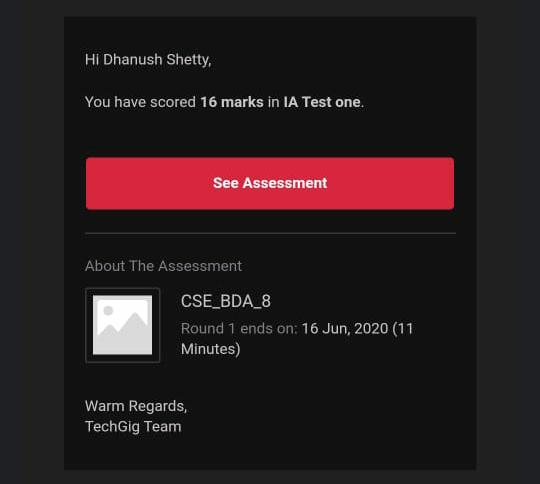 Hi Dhanush Shetty,
You have scored 16 marks in IA Test one.
See Assessment
About The Assessment
CSE_BDA_8
Round 1 ends on: 16 Jun, 2020 (11
Minutes)
Warm Regards,
TechGig Team